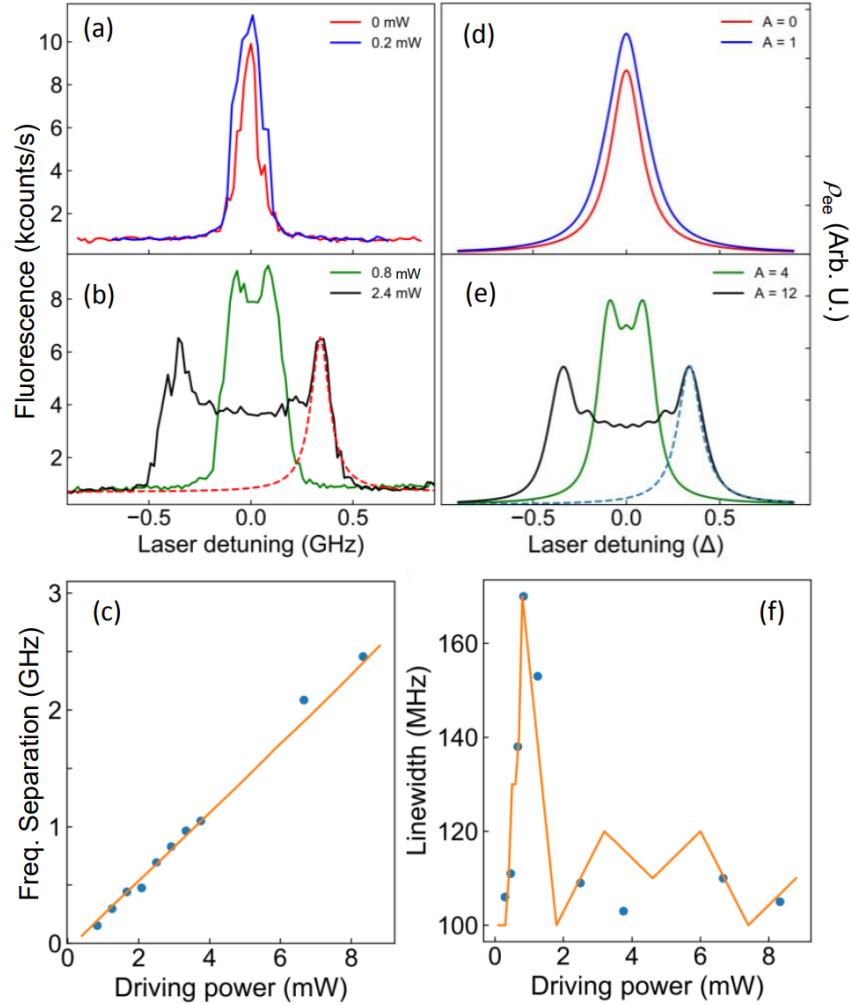 (a)
0 mW
0.2 mW
10
8
6
4
2
(d)
A = 0
A = 1
Fluorescence (kcounts/s)
ρee (Arb. U.)
(b)
0.8 mW
2.4 mW
8
6
4
2
−0.5
0.0
0.5
Laser detuning (GHz)
(e)
A = 4
A = 12
−0.5
0.0
0.5
Laser detuning (Δ)
(c)
3
2
1
0
Freq. Separation (GHz)
0
2
4
6
8
Driving power (mW)
(f)
160
140
120
100
Linewidth (MHz)
0
2
4
6
8
Driving power (mW)